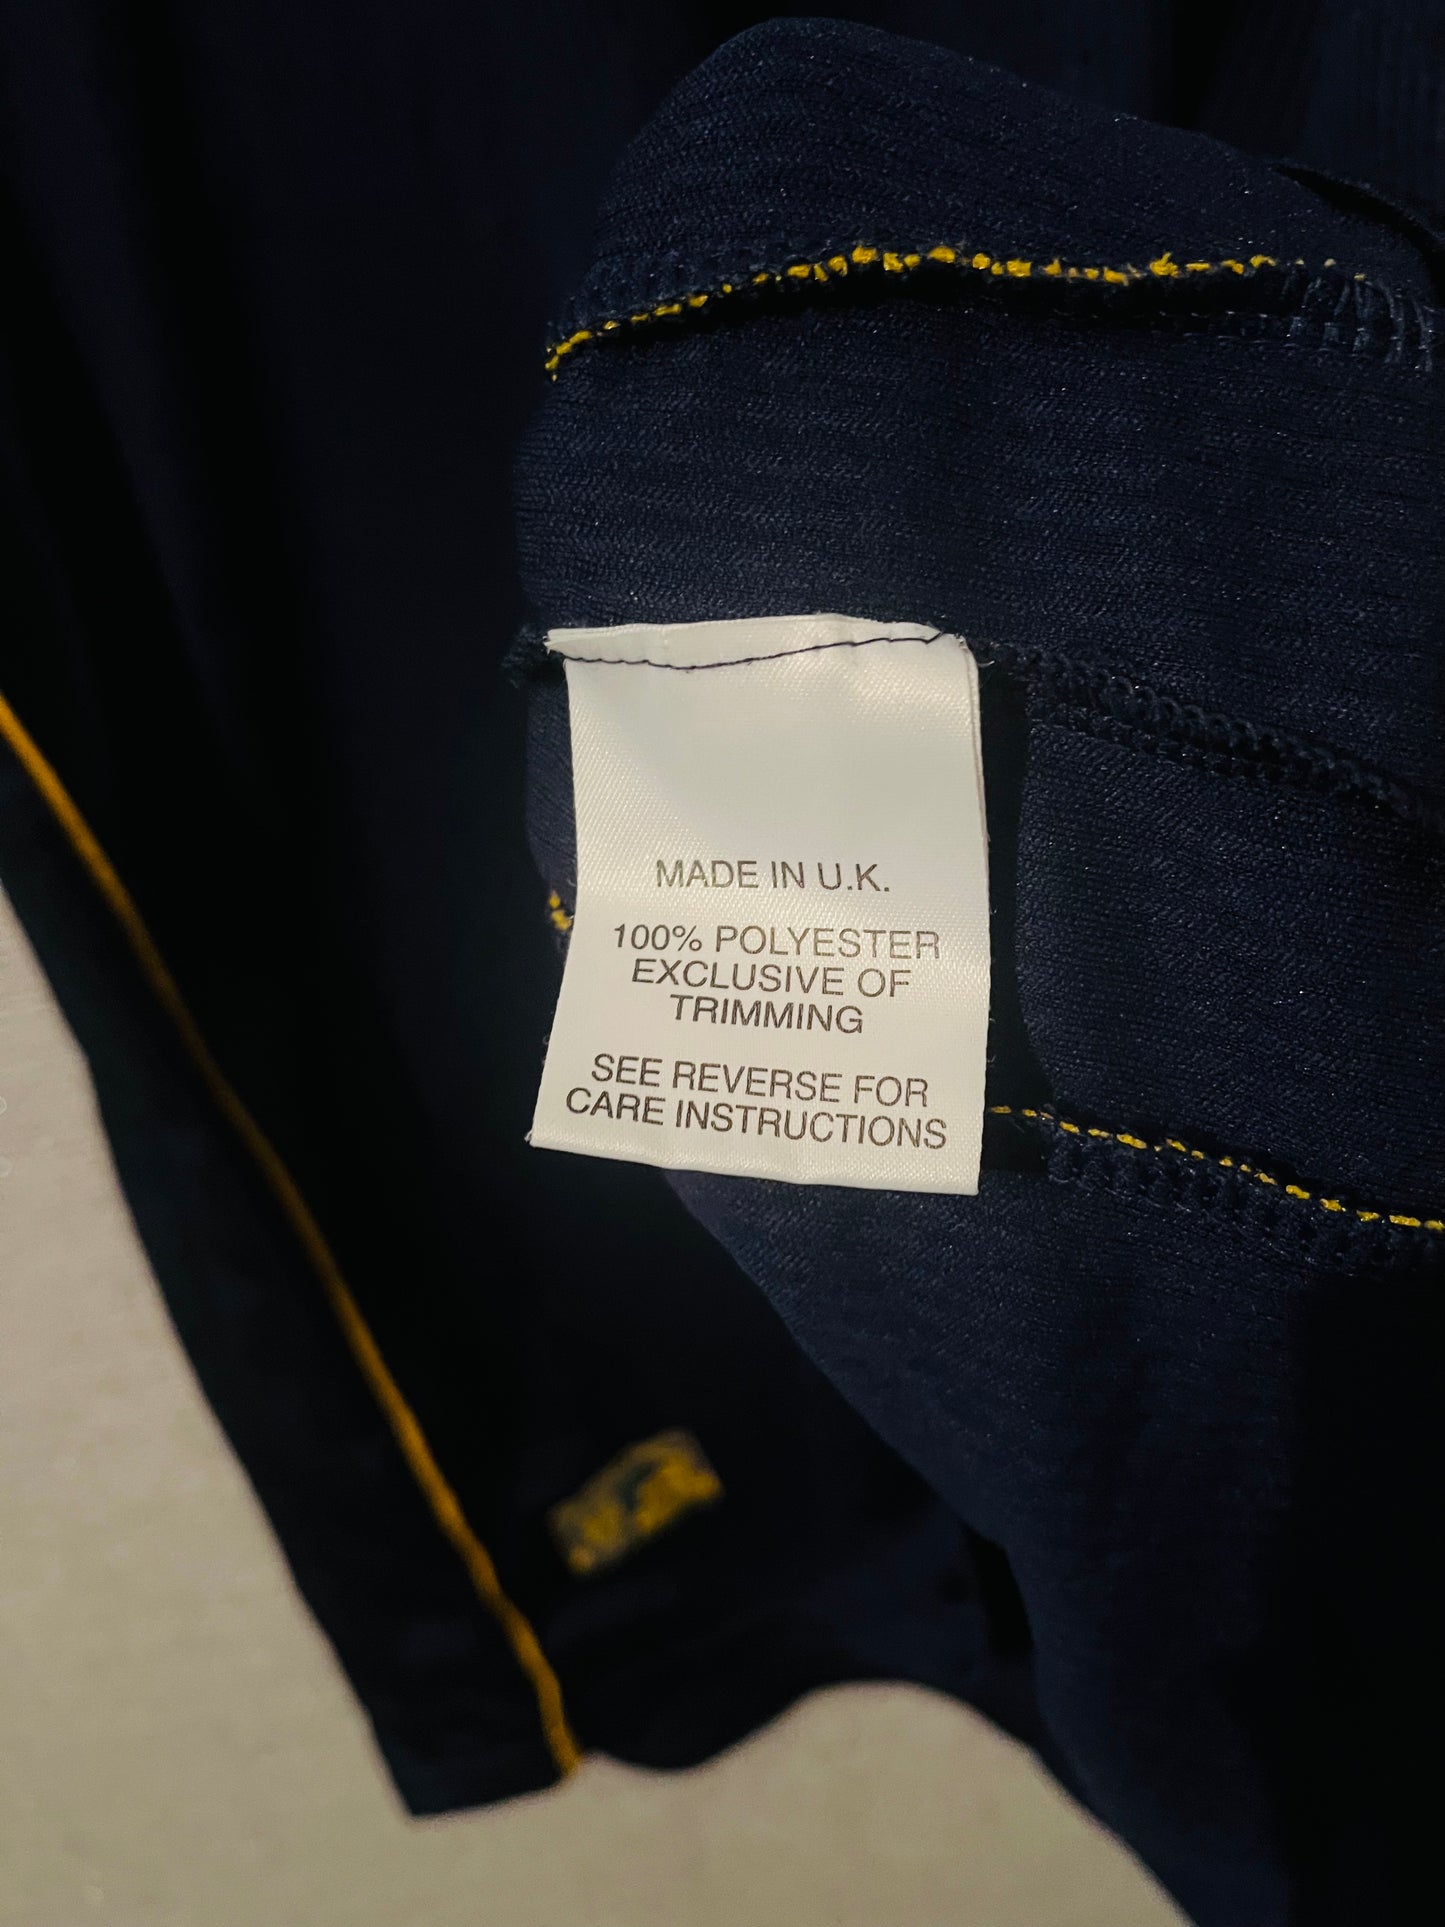 MADE IN U.K.
100% POLYESTER
EXCLUSIVE OF
TRIMMING
SEE REVERSE FOR
CARE INSTRUCTIONS